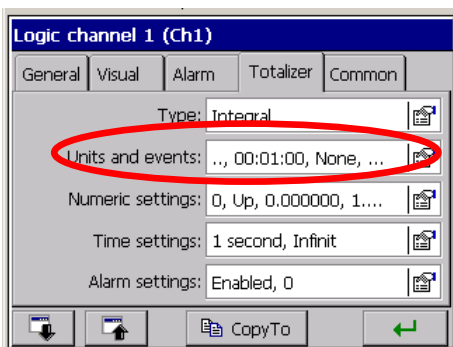 Logic channel 1 (Ch1)
General Visual Alarm Totalizer Common
Type: Integral
Units and events: .., 00:01:00, None, ...
Numeric settings: 0, Up, 0.000000, 1....
Time settings: 1 second, Infinit
Alarm settings: Enabled, 0
CopyTo